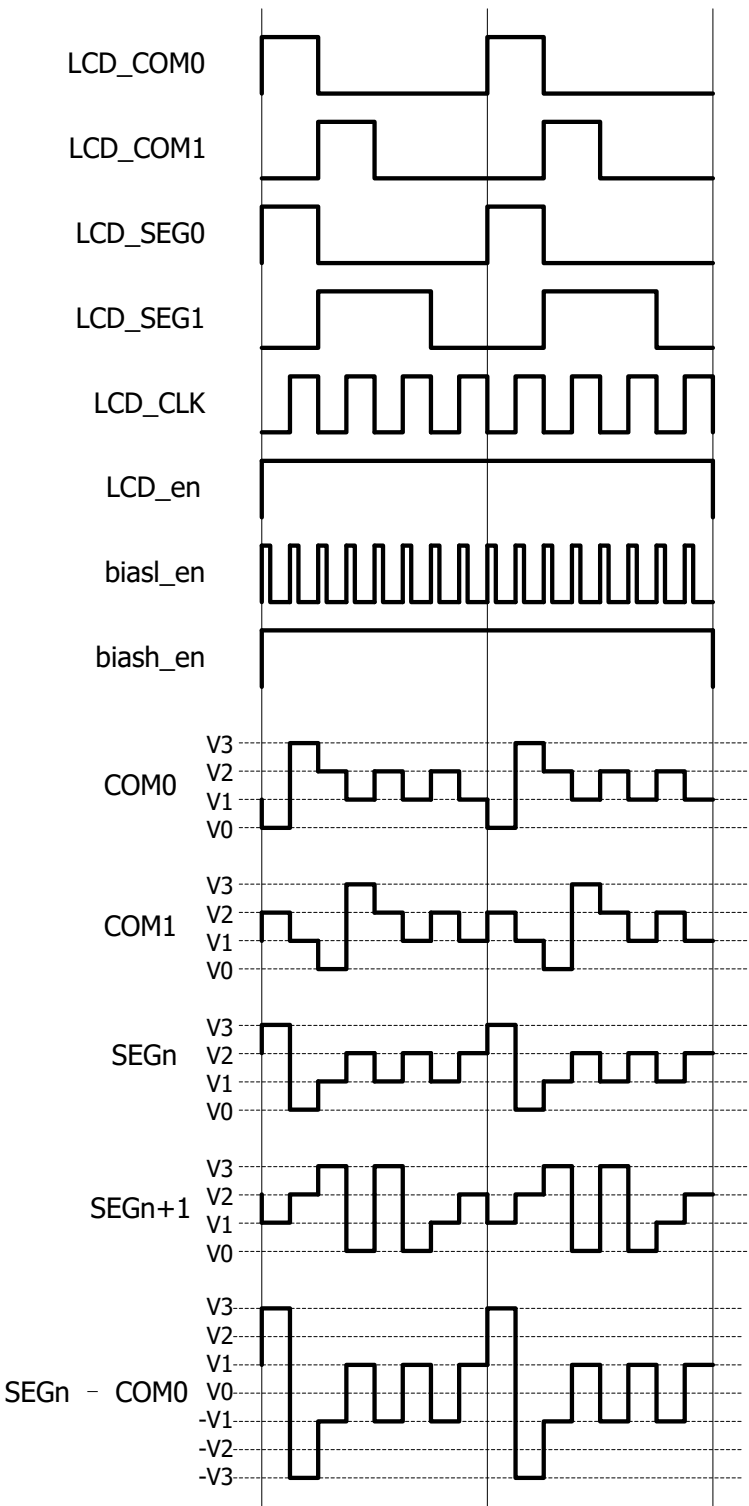 LCD_COM0
LCD_COM1
LCD_SEG0
LCD_SEG1
LCD_CLK
LCD_en
biasl_en
biash_en
V3
V2
COM0
V1
V0
V3
V2
COM1
V1
V0
V3
V2
SEGn
V1
V0
V3
V2
SEGn+1
V1
V0
V3
V2
V1
SEGn - COM0 V0
-V1
-V2
-V3